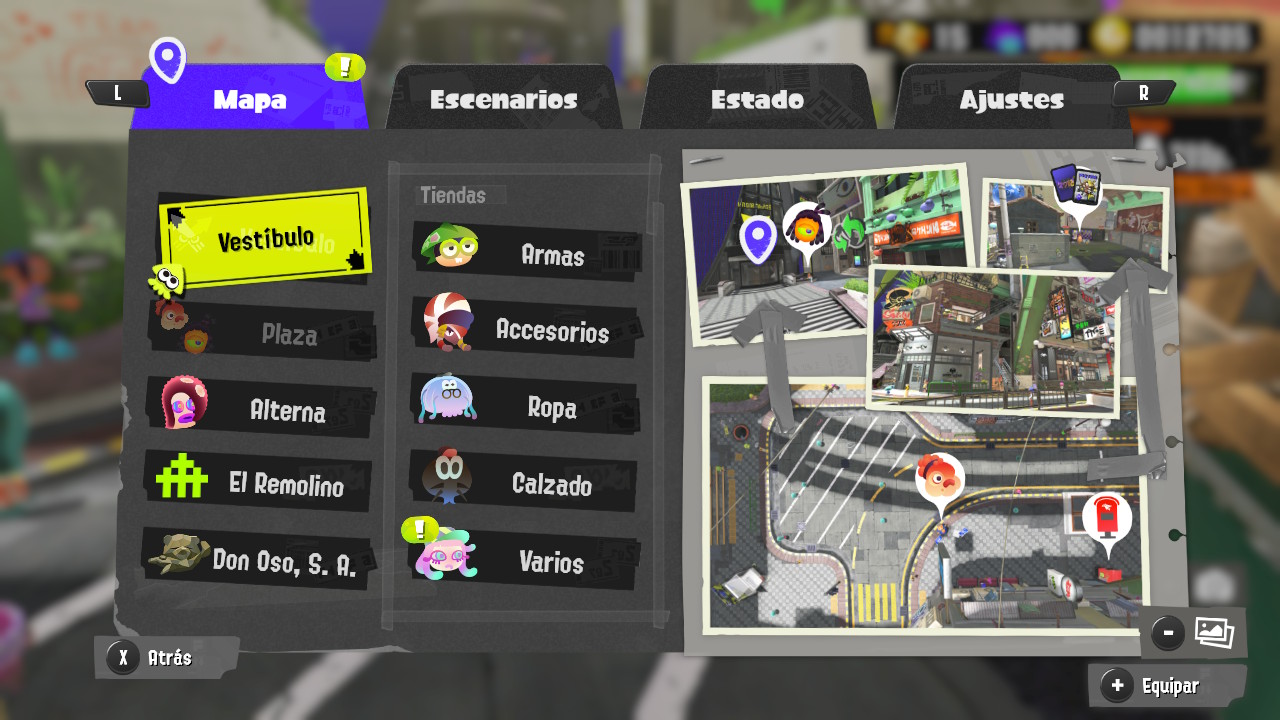 L
Mapa
!
Escenarios
Estado
Ajustes
R
Vestíbulo
Plaza
Alterna
El Remolino
Don Oso, S. A.
Tiendas
Armas
Accesorios
Ropa
Calzado
!
Varios
X Atrás
-
+ Equipar